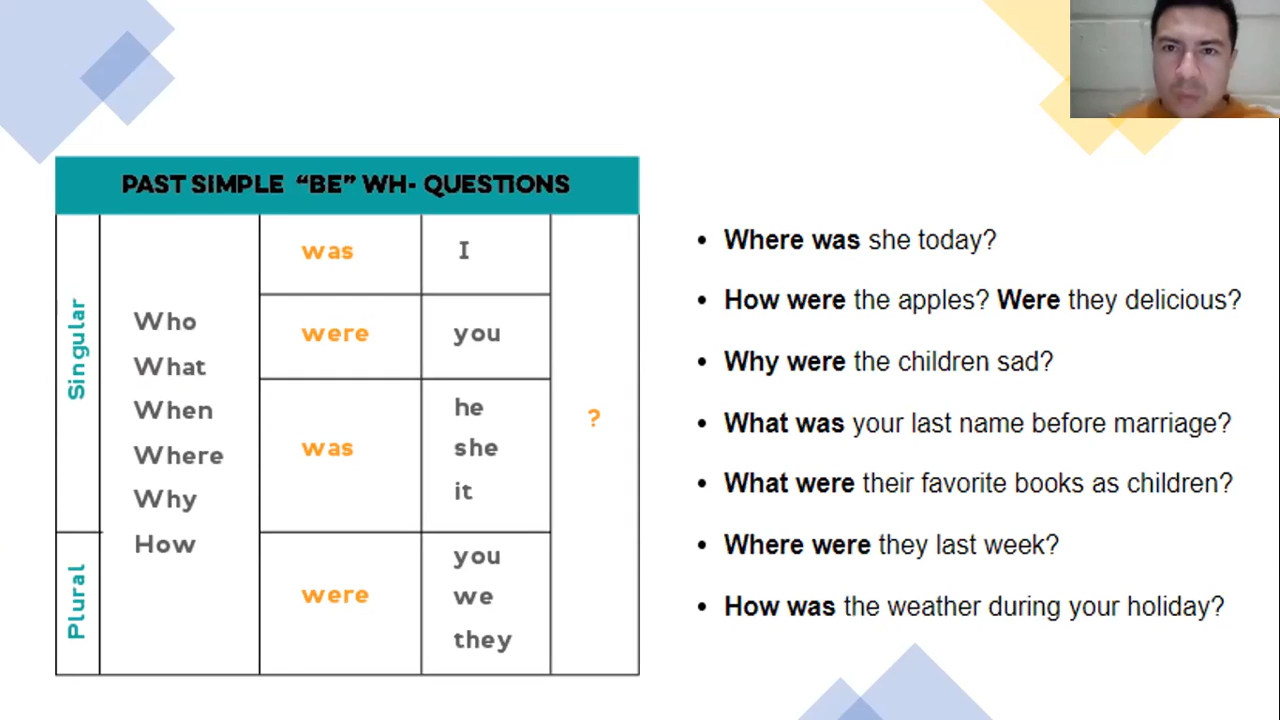 PAST SIMPLE "BE" WH- QUESTIONS
Singular
Plural
Who
What
When
Where
Why
How
was
were
was
were
I
you
he
she
it
you
we
they
?
• Where was she today?
• How were the apples? Were they delicious?
• Why were the children sad?
• What was your last name before marriage?
• What were their favorite books as children?
• Where were they last week?
• How was the weather during your holiday?